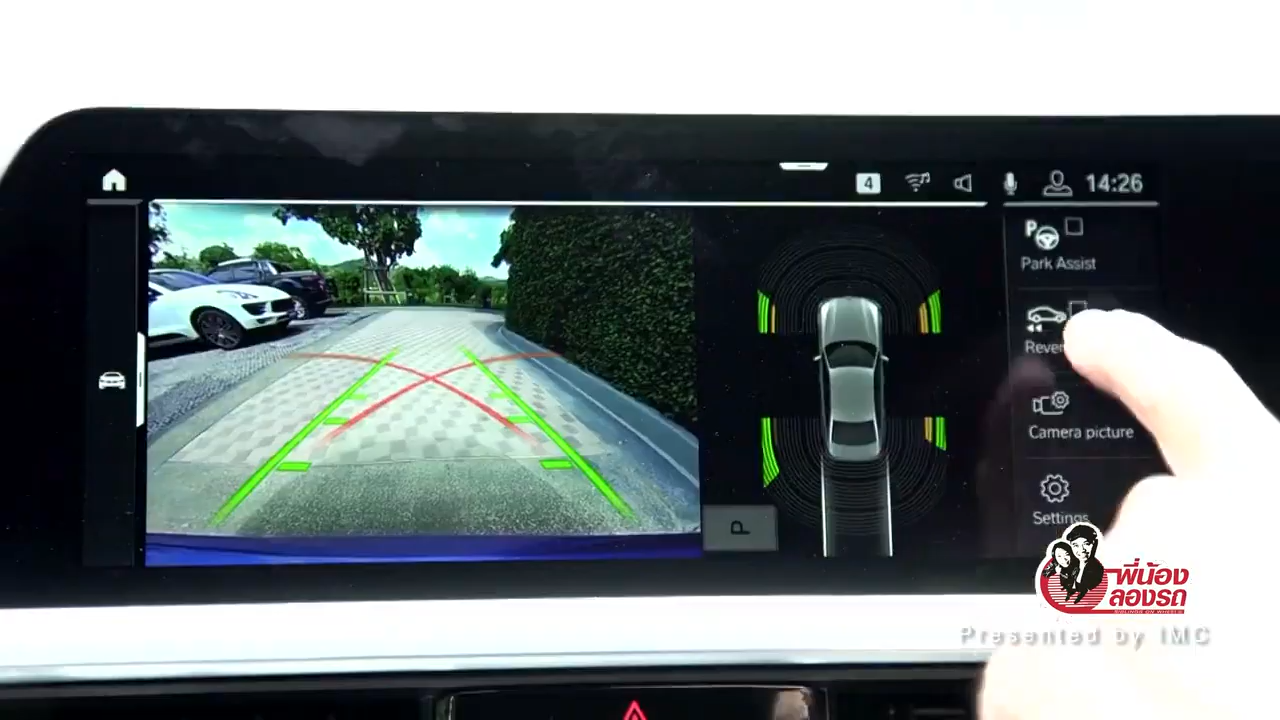 4
14:26
P
Park Assist
Rever
Camera picture
Settings
P
พี่น้อง
ลองรถ
Presented by IMC